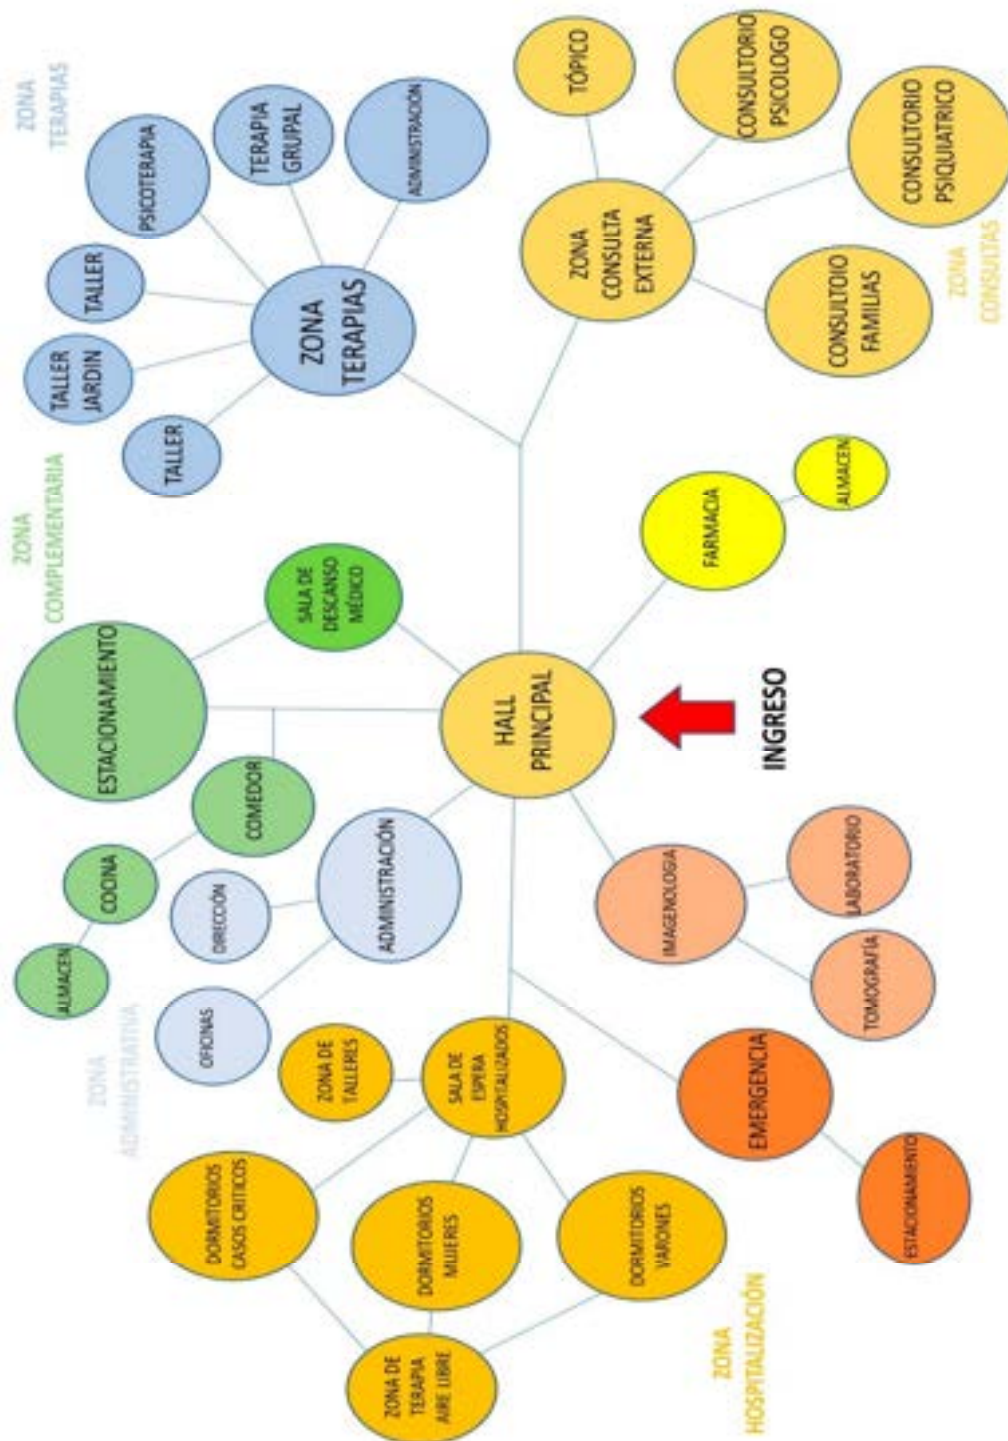 ZONA
HOSPITALIZACIÓN
ZONA DE
TERAPIA
AIRE LIBRE
DORMITORIOS
CASOS CRITICOS
DORMITORIOS
MUJERES
DORMITORIOS
VARONES
ZONA DE
TALLERES
SALA DE
ESPERA
HOSPITALIZADOS
EMERGENCIA
ESTACIONAMIENTO
ZONA
ADMINISTRATIVA
OFICINAS
DIRECCIÓN
ADMINISTRACIÓN
IMAGENOLOGIA
TOMOGRAFÍA
LABORATORIO
ZONA
COMPLEMENTARIA
ALMACEN
COCINA
COMEDOR
ESTACIONAMIENTO
SALA DE
DESCANSO
MÉDICO
HALL
PRINCIPAL
INGRESO
FARMACIA
ALMACEN
ZONA
TERAPIAS
TALLER
TALLER
JARDIN
TALLER
PSICOTERAPIA
TERAPIA
GRUPAL
ADMINISTRACIÓN
ZONA
TERAPIAS
ZONA
CONSULTA
EXTERNA
TÓPICO
CONSULTORIO
PSICOLOGO
CONSULTORIO
PSIQUIATRICO
CONSULTOIO
FAMILIAS
ZONA
CONSULTAS